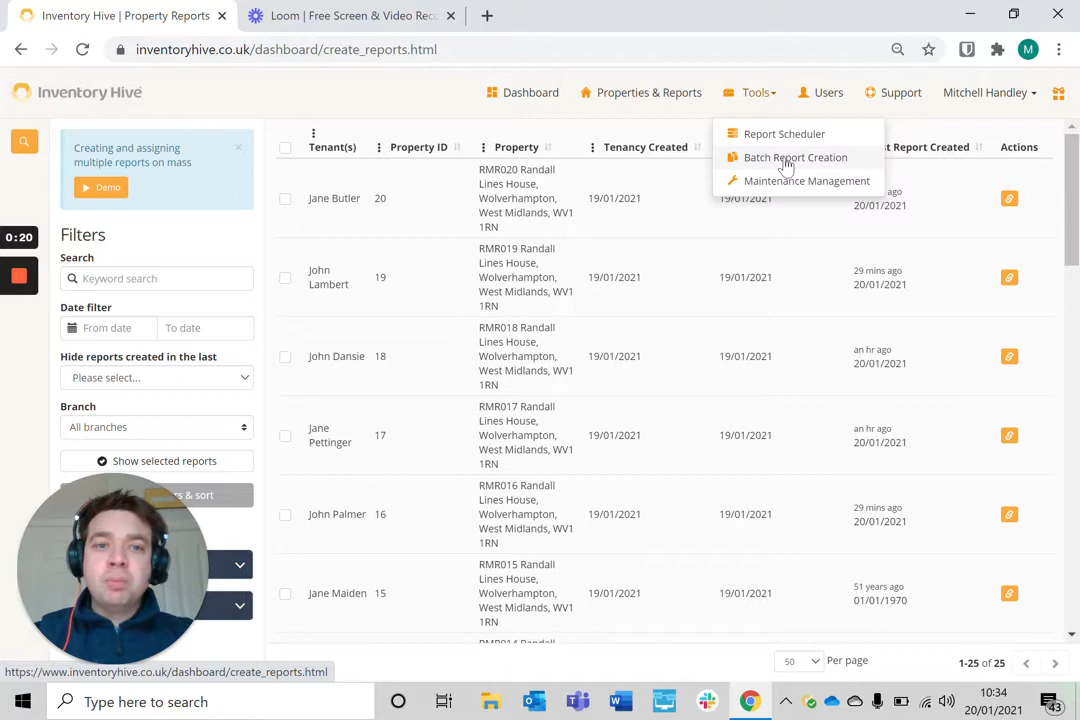 Inventory Hive | Property Reports
Loom | Free Screen & Video Rec
inventoryhive.co.uk/dashboard/create_reports.html
M
Inventory Hive
Dashboard
Properties & Reports
Tools
Users
Support
Mitchell Handley
Report Scheduler
Batch Report Creation
Maintenance Management
Creating and assigning
multiple reports on mass
Demo
0:20
Filters
Search
Keyword search
Date filter
From date
To date
Hide reports created in the last
Please select...
Branch
All branches
Show selected reports
& sort
Tenant(s)
Property ID
Property
Tenancy Created
Report Created
Actions
Jane Butler
20
RMR020 Randall
Lines House,
Wolverhampton,
West Midlands, WV1
1RN
19/01/2021
19/01/2021
ago
20/01/2021
John
Lambert
19
RMR019 Randall
Lines House,
Wolverhampton,
West Midlands, WV1
1RN
19/01/2021
19/01/2021
29 mins ago
20/01/2021
John Dansie
18
RMR018 Randall
Lines House,
Wolverhampton,
West Midlands, WV1
1RN
19/01/2021
19/01/2021
an hr ago
20/01/2021
Jane
Pettinger
17
RMR017 Randall
Lines House,
Wolverhampton,
West Midlands, WV1
1RN
19/01/2021
19/01/2021
an hr ago
20/01/2021
John Palmer
16
RMR016 Randall
Lines House,
Wolverhampton,
West Midlands, WV1
1RN
19/01/2021
19/01/2021
29 mins ago
20/01/2021
Jane Maiden
15
RMR015 Randall
Lines House,
Wolverhampton,
West Midlands, WV1
1RN
19/01/2021
19/01/2021
51 years ago
01/01/1970
50
Per page
1-25 of 25
https://www.inventoryhive.co.uk/dashboard/create_reports.html
Type here to search
10:34
20/01/2021
43